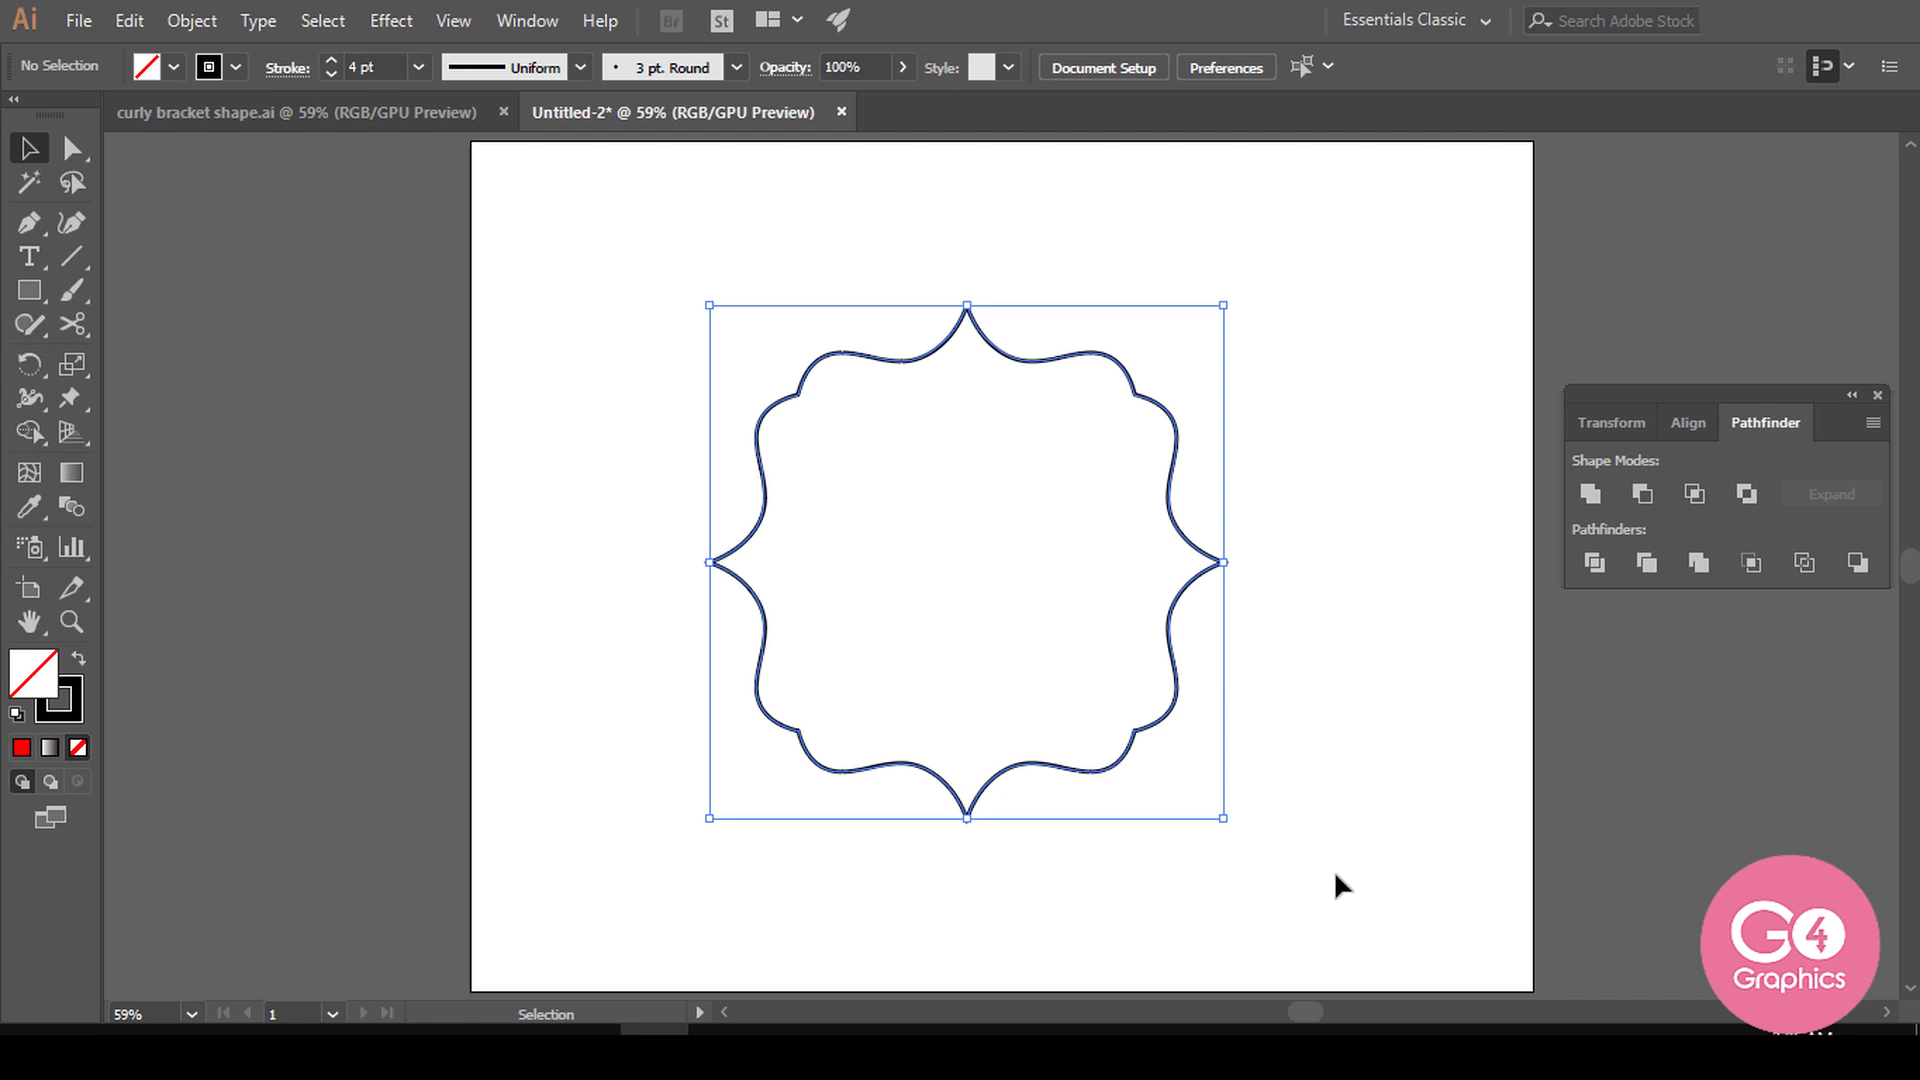 Ai File Edit Object Type Select Effect View Window Help Br St Essentials Classic Search Adobe Stock
No Selection Stroke: 4 pt Uniform 3 pt. Round Opacity: 100% Style: Document Setup Preferences
curly bracket shape.ai @ 59% (RGB/GPU Preview) Untitled-2* @ 59% (RGB/GPU Preview)
Transform Align Pathfinder
Shape Modes:
Expand
Pathfinders:
G4
Graphics
59% 1 Selection